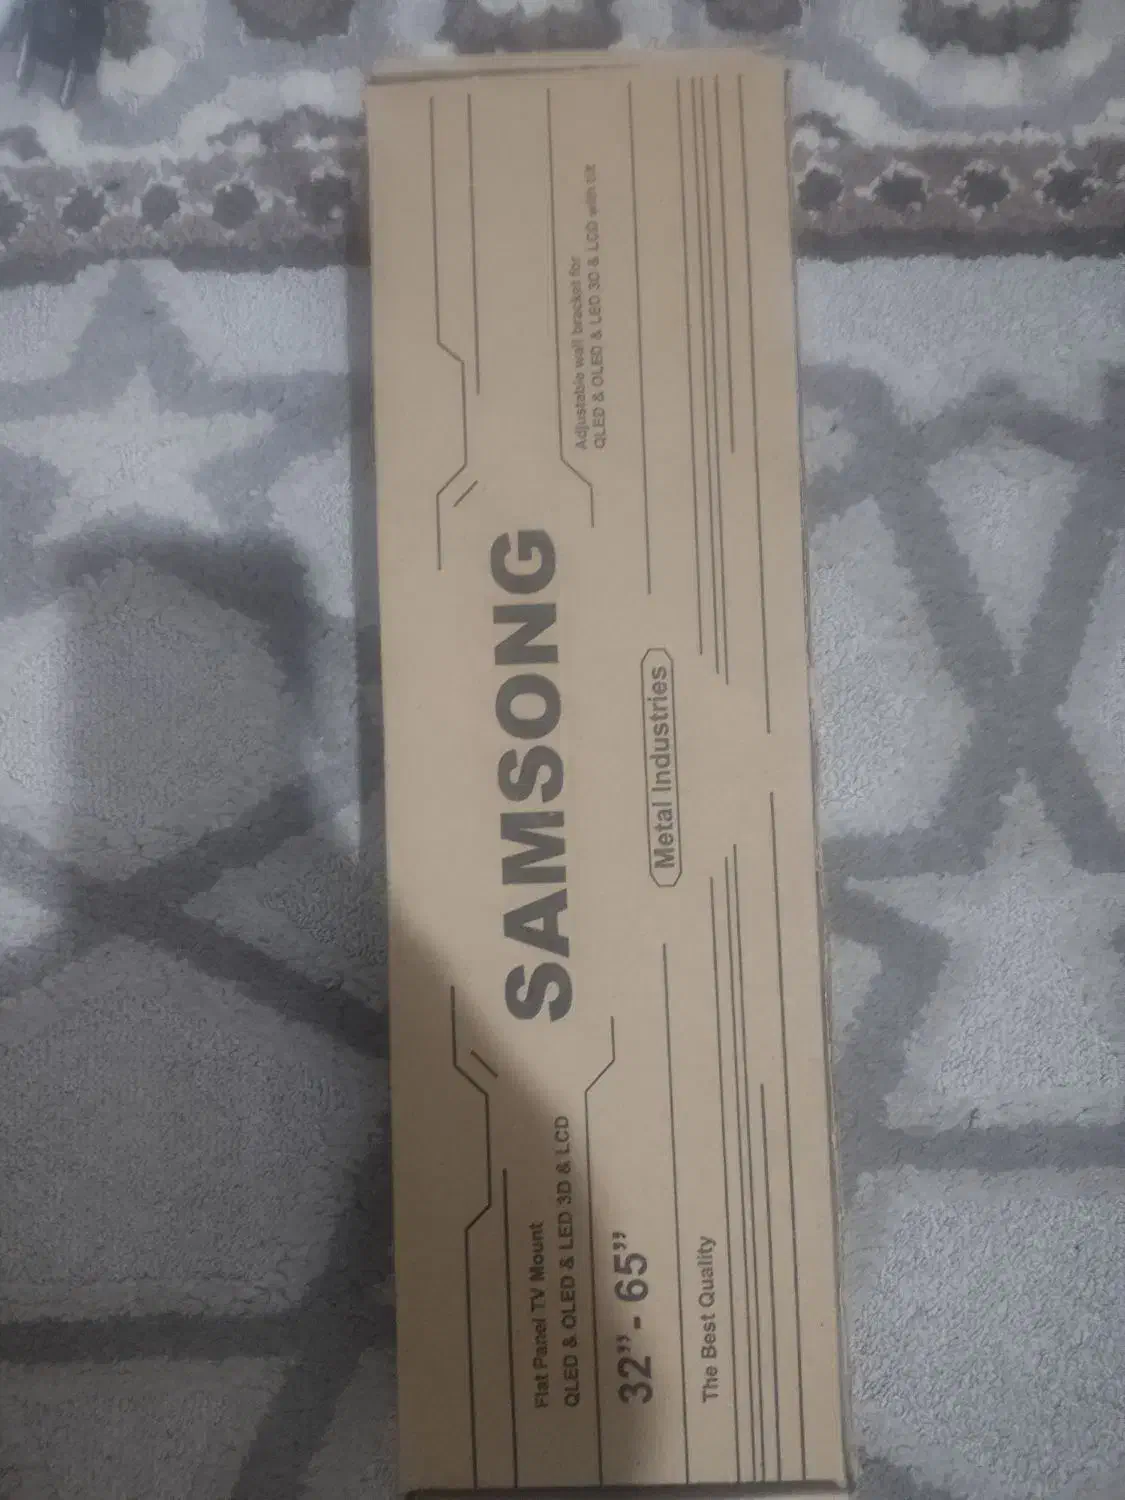 Flat Panel TV Mount
QLED & OLED & LED 3D & LCD
32”- 65”
The Best Quality
SAMSONG
Metal Industries
Adjustable wall bracket for
QLED & OLED & LED 3D & LCD with tilt